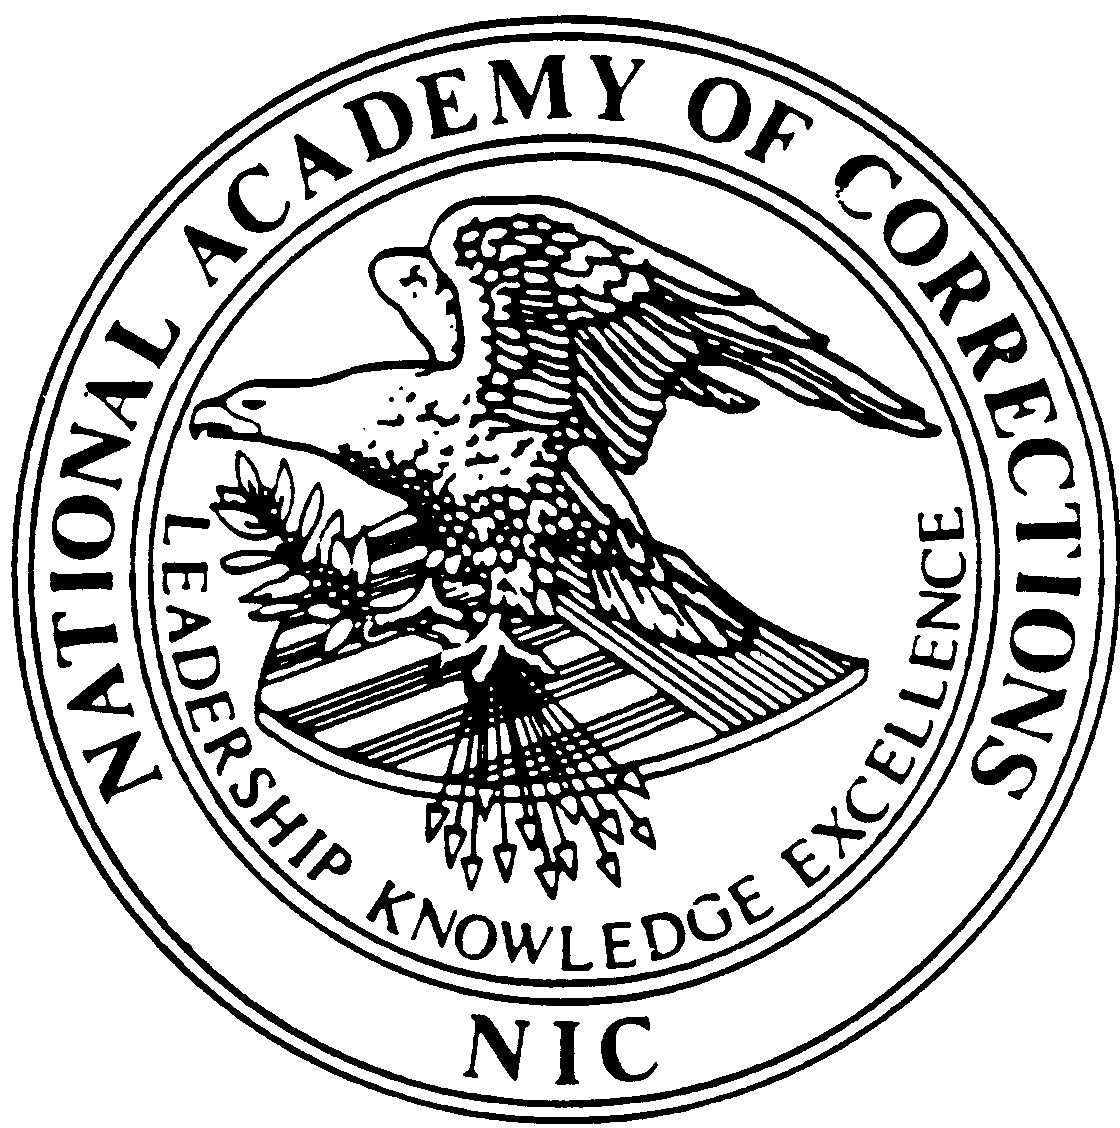 NATIONAL ACADEMY OF CORRECTIONS
LEADERSHIP KNOWLEDGE EXCELLENCE
NIC